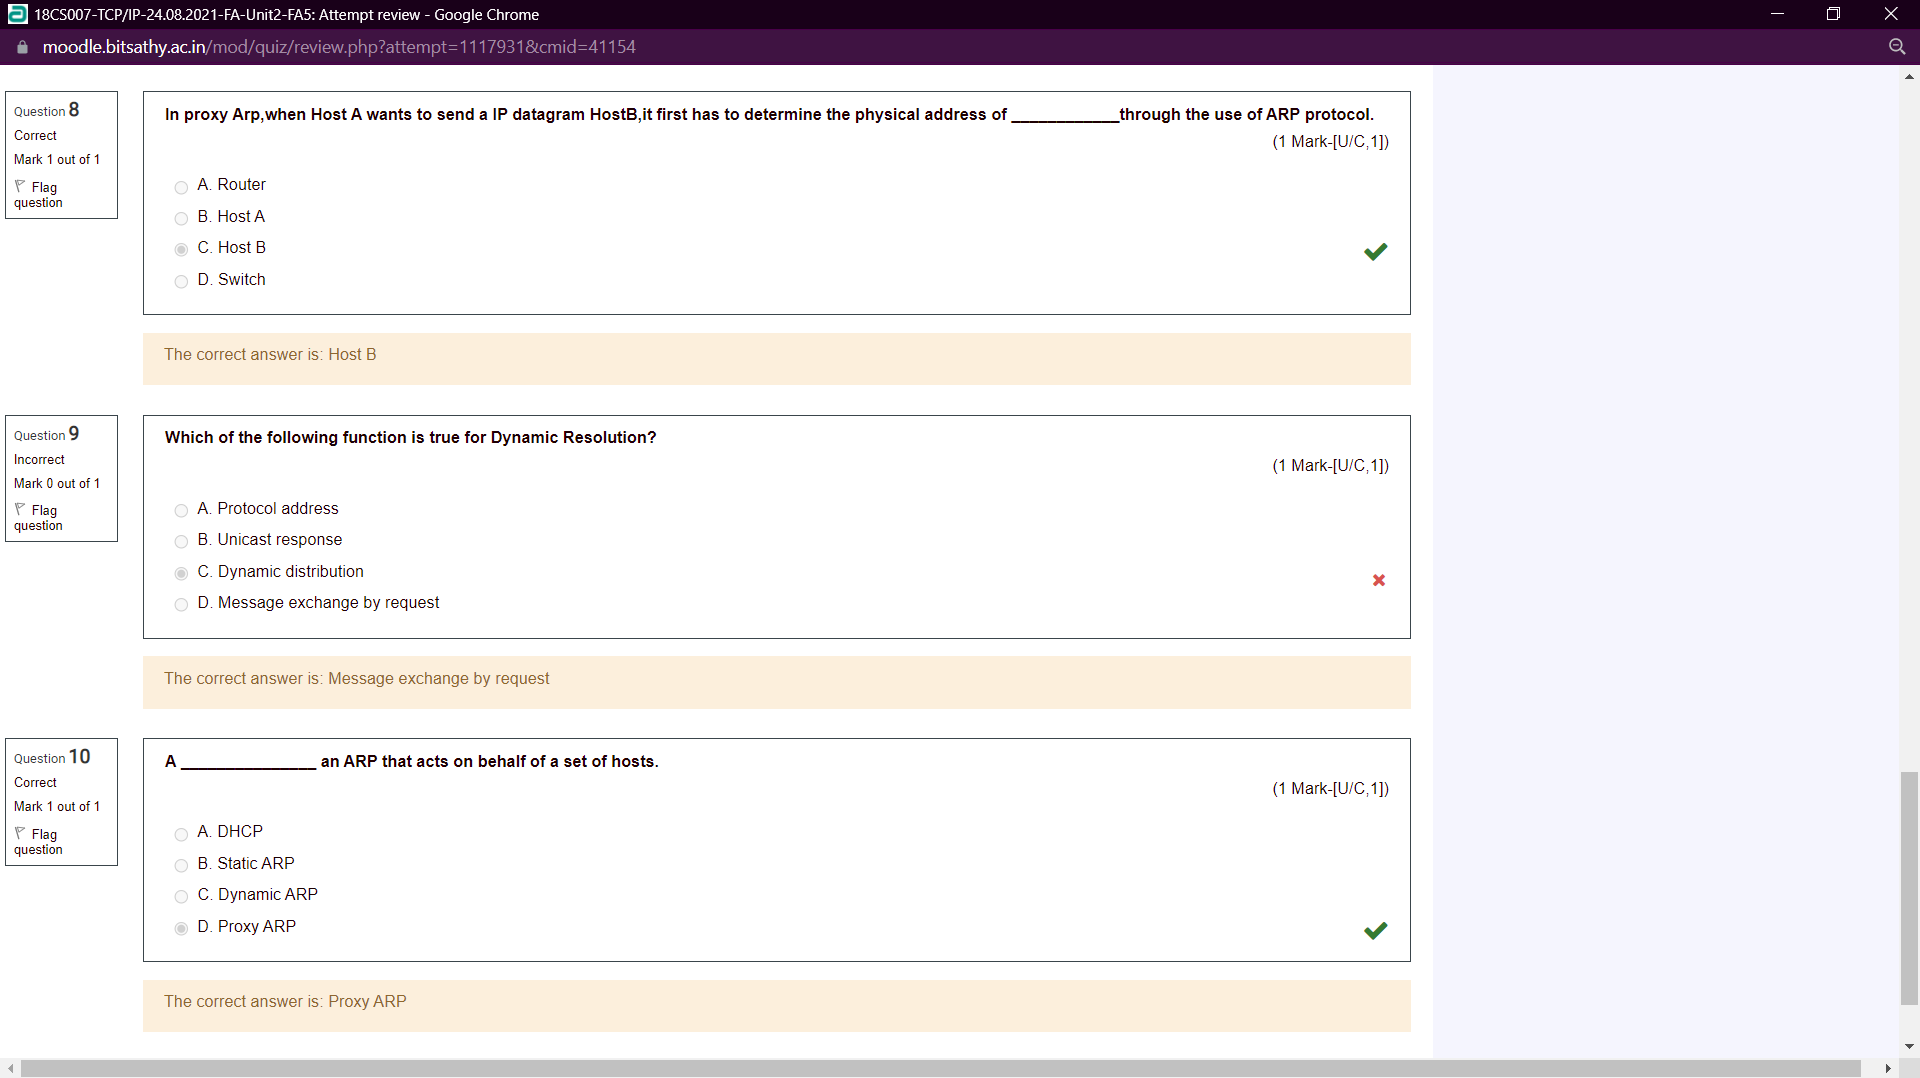 18CS007-TCP/IP-24.08.2021-FA-Unit2-FA5: Attempt review - Google Chrome
moodle.bitsathy.ac.in/mod/quiz/review.php?attempt=1117931&cmid=41154
Question 8
Correct
Mark 1 out of 1
Flag
question
In proxy Arp,when Host A wants to send a IP datagram HostB,it first has to determine the physical address of ____________through the use of ARP protocol.
(1 Mark-[U/C,1])
A. Router
B. Host A
C. Host B
D. Switch
The correct answer is: Host B
Question 9
Incorrect
Mark 0 out of 1
Flag
question
Which of the following function is true for Dynamic Resolution?
(1 Mark-[U/C,1])
A. Protocol address
B. Unicast response
C. Dynamic distribution
D. Message exchange by request
The correct answer is: Message exchange by request
Question 10
Correct
Mark 1 out of 1
Flag
question
A _______________ an ARP that acts on behalf of a set of hosts.
(1 Mark-[U/C,1])
A. DHCP
B. Static ARP
C. Dynamic ARP
D. Proxy ARP
The correct answer is: Proxy ARP